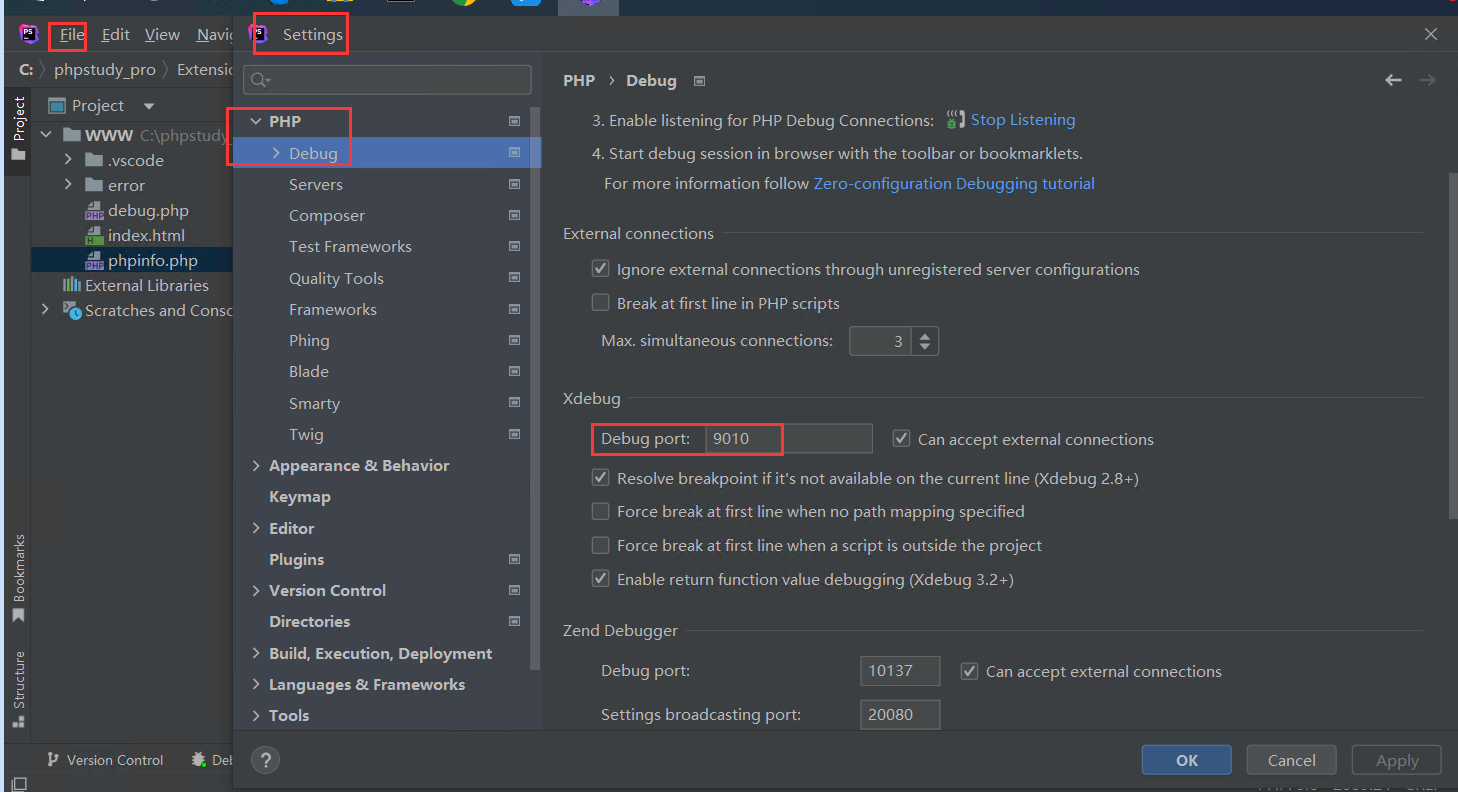 File Edit View Navig
Settings
C: phpstudy_pro Extensio
Project
Project
WWW C:\phpstudy_
.vscode
error
debug.php
index.html
phpinfo.php
External Libraries
Scratches and Consc
Bookmarks
Structure
Version Control
Deb
PHP
Debug
Servers
Composer
Test Frameworks
Quality Tools
Frameworks
Phing
Blade
Smarty
Twig
Appearance & Behavior
Keymap
Editor
Plugins
Version Control
Directories
Build, Execution, Deployment
Languages & Frameworks
Tools
PHP › Debug
3. Enable listening for PHP Debug Connections: Stop Listening
4. Start debug session in browser with the toolbar or bookmarklets.
For more information follow Zero-configuration Debugging tutorial
External connections
Ignore external connections through unregistered server configurations
Break at first line in PHP scripts
Max. simultaneous connections: 3
Xdebug
Debug port: 9010 Can accept external connections
Resolve breakpoint if it's not available on the current line (Xdebug 2.8+)
Force break at first line when no path mapping specified
Force break at first line when a script is outside the project
Enable return function value debugging (Xdebug 3.2+)
Zend Debugger
Debug port: 10137 Can accept external connections
Settings broadcasting port: 20080
? OK Cancel Apply